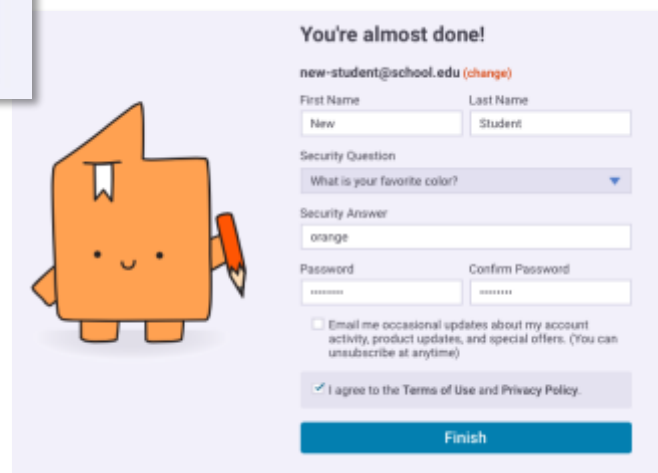 You're almost done!
new-student@school.edu (change)
First Name Last Name
New Student
Security Question
What is your favorite color?
Security Answer
orange
Password Confirm Password
Email me occasional updates about my account
activity, product updates, and special offers. (You can
unsubscribe at anytime)
I agree to the Terms of Use and Privacy Policy.
Finish